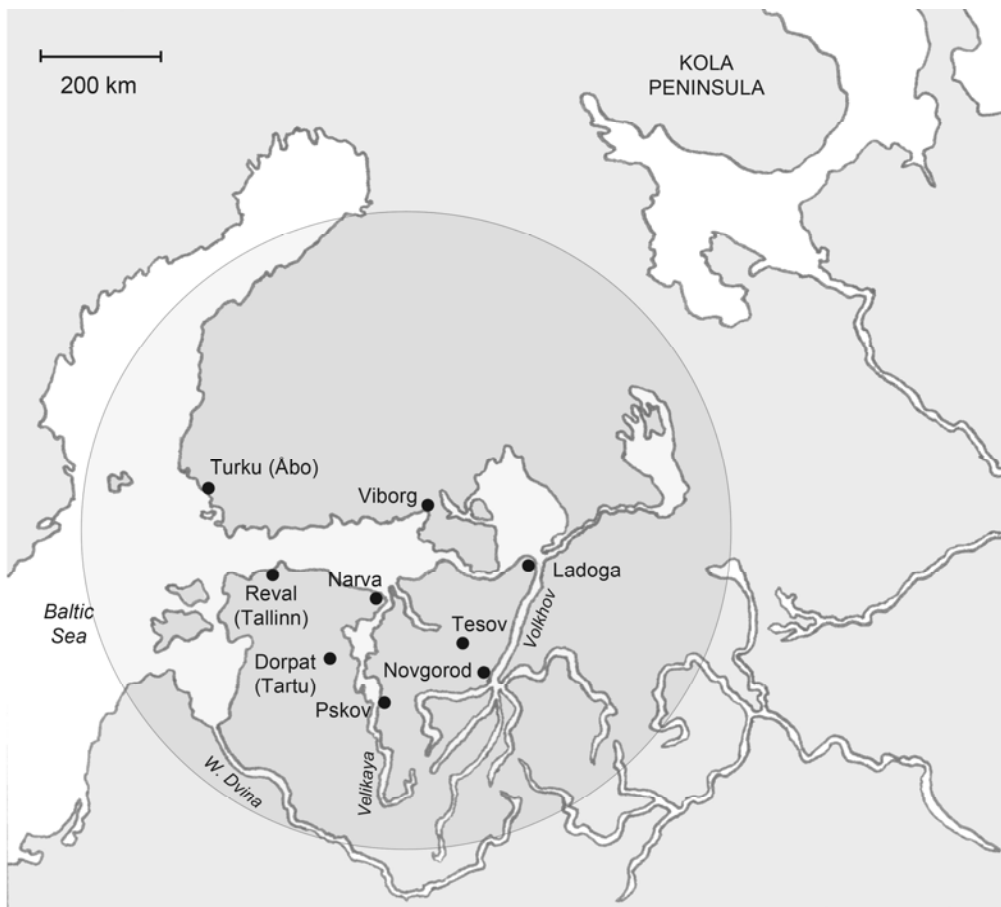 200 km
KOLA
PENINSULA
Turku (Åbo)
Viborg
Ladoga
Reval
(Tallinn)
Narva
Baltic
Sea
Tesov
Volkhov
Dorpat
(Tartu)
Novgorod
Pskov
W. Dvina
Velikaya